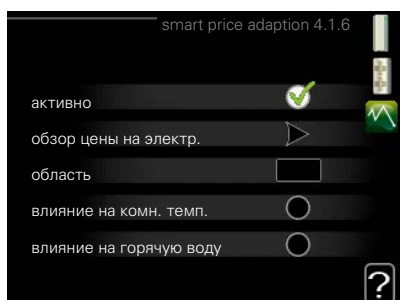 smart price adaption 4.1.6
активно
обзор цены на электр.
область
влияние на комн. темп.
влияние на горячую воду
?